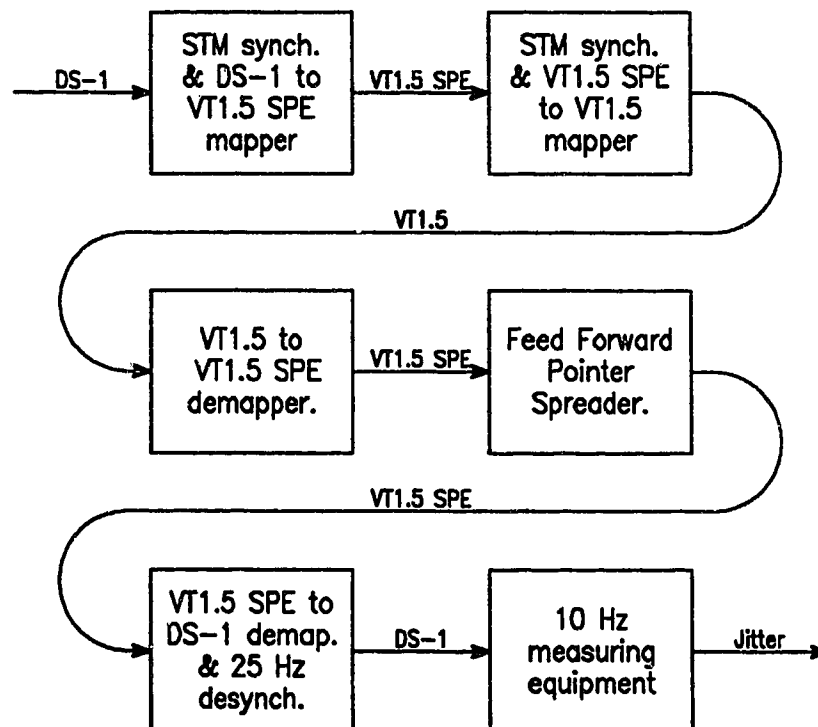 DS-1
STM synch.
& DS-1 to
VT1.5 SPE
mapper
VT1.5 SPE
STM synch.
& VT1.5 SPE
to VT1.5
mapper
VT1.5
VT1.5 to
VT1.5 SPE
demapper.
VT1.5 SPE
Feed Forward
Pointer
Spreader.
VT1.5 SPE
VT1.5 SPE to
DS-1 demap.
& 25 Hz
desynch.
DS-1
10 Hz
measuring
equipment
Jitter